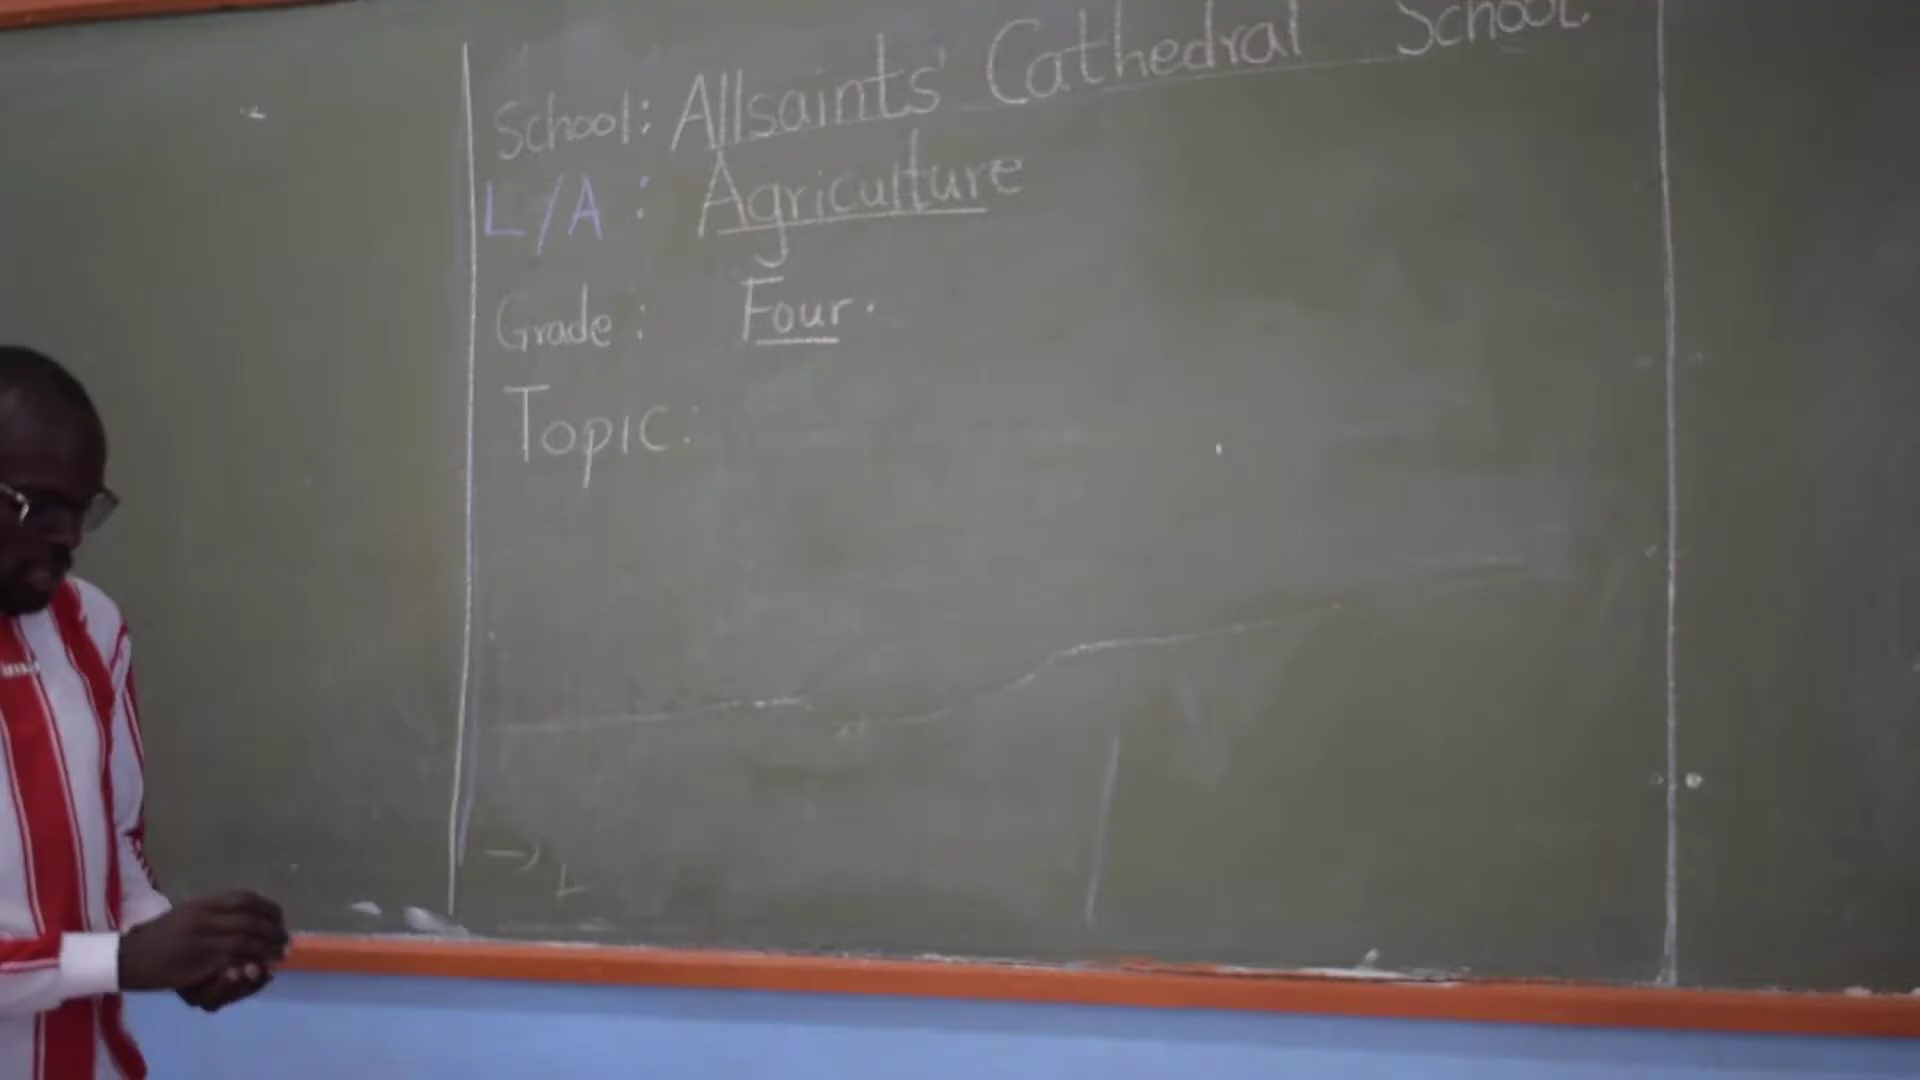 School: Allsaints' Cathedral School.
L/A: Agriculture
Grade: Four.
Topic: